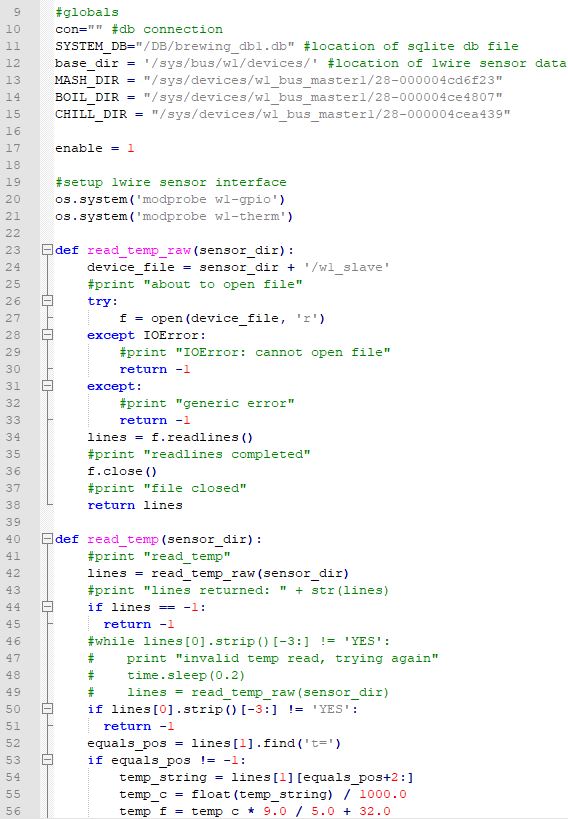 9 #globals
10 con="" #db connection
11 SYSTEM_DB="/DB/brewing_db1.db" #location of sqlite db file
12 base_dir = '/sys/bus/w1/devices/' #location of 1wire sensor data
13 MASH_DIR = "/sys/devices/w1_bus_master1/28-000004cd6f23"
14 BOIL_DIR = "/sys/devices/w1_bus_master1/28-000004ce4807"
15 CHILL_DIR = "/sys/devices/w1_bus_master1/28-000004cea439"
16
17 enable = 1
18
19 #setup 1wire sensor interface
20 os.system('modprobe w1-gpio')
21 os.system('modprobe w1-therm')
22
23 def read_temp_raw(sensor_dir):
24     device_file = sensor_dir + '/w1_slave'
25     #print "about to open file"
26     try:
27         f = open(device_file, 'r')
28     except IOError:
29         #print "IOError: cannot open file"
30         return -1
31     except:
32         #print "generic error"
33         return -1
34     lines = f.readlines()
35     #print "readlines completed"
36     f.close()
37     #print "file closed"
38     return lines
39
40 def read_temp(sensor_dir):
41     #print "read_temp"
42     lines = read_temp_raw(sensor_dir)
43     #print "lines returned: " + str(lines)
44     if lines == -1:
45       return -1
46     #while lines[0].strip()[-3:] != 'YES':
47     #    print "invalid temp read, trying again"
48     #    time.sleep(0.2)
49     #    lines = read_temp_raw(sensor_dir)
50     if lines[0].strip()[-3:] != 'YES':
51       return -1
52     equals_pos = lines[1].find('t=')
53     if equals_pos != -1:
54         temp_string = lines[1][equals_pos+2:]
55         temp_c = float(temp_string) / 1000.0
56         temp_f = temp_c * 9.0 / 5.0 + 32.0